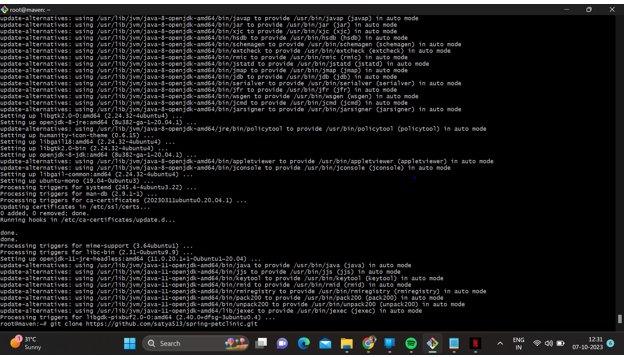 root@maven: ~
update-alternatives: using /usr/lib/jvm/java-8-openjdk-amd64/bin/javap to provide /usr/bin/javap (javap) in auto mode
update-alternatives: using /usr/lib/jvm/java-8-openjdk-amd64/bin/jar to provide /usr/bin/jar (jar) in auto mode
update-alternatives: using /usr/lib/jvm/java-8-openjdk-amd64/bin/xjc to provide /usr/bin/xjc (xjc) in auto mode
update-alternatives: using /usr/lib/jvm/java-8-openjdk-amd64/bin/hsdb to provide /usr/bin/hsdb (hsdb) in auto mode
update-alternatives: using /usr/lib/jvm/java-8-openjdk-amd64/bin/schemagen to provide /usr/bin/schemagen (schemagen) in auto mode
update-alternatives: using /usr/lib/jvm/java-8-openjdk-amd64/bin/extcheck to provide /usr/bin/extcheck (extcheck) in auto mode
update-alternatives: using /usr/lib/jvm/java-8-openjdk-amd64/bin/rmic to provide /usr/bin/rmic (rmic) in auto mode
update-alternatives: using /usr/lib/jvm/java-8-openjdk-amd64/bin/jstatd to provide /usr/bin/jstatd (jstatd) in auto mode
update-alternatives: using /usr/lib/jvm/java-8-openjdk-amd64/bin/jmap to provide /usr/bin/jmap (jmap) in auto mode
update-alternatives: using /usr/lib/jvm/java-8-openjdk-amd64/bin/jdb to provide /usr/bin/jdb (jdb) in auto mode
update-alternatives: using /usr/lib/jvm/java-8-openjdk-amd64/bin/serialver to provide /usr/bin/serialver (serialver) in auto mode
update-alternatives: using /usr/lib/jvm/java-8-openjdk-amd64/bin/jfr to provide /usr/bin/jfr (jfr) in auto mode
update-alternatives: using /usr/lib/jvm/java-8-openjdk-amd64/bin/wsgen to provide /usr/bin/wsgen (wsgen) in auto mode
update-alternatives: using /usr/lib/jvm/java-8-openjdk-amd64/bin/jcmd to provide /usr/bin/jcmd (jcmd) in auto mode
update-alternatives: using /usr/lib/jvm/java-8-openjdk-amd64/bin/jarsigner to provide /usr/bin/jarsigner (jarsigner) in auto mode
Setting up libgtk2.0-0:amd64 (2.24.32-4ubuntu4) ...
Setting up openjdk-8-jre:amd64 (8u382-ga-1~20.04.1) ...
update-alternatives: using /usr/lib/jvm/java-8-openjdk-amd64/jre/bin/policytool to provide /usr/bin/policytool (policytool) in auto mode
Setting up humanity-icon-theme (0.6.15) ...
Setting up libgail18:amd64 (2.24.32-4ubuntu4) ...
Setting up libgtk2.0-bin (2.24.32-4ubuntu4) ...
Setting up openjdk-8-jdk:amd64 (8u382-ga-1~20.04.1) ...
update-alternatives: using /usr/lib/jvm/java-8-openjdk-amd64/bin/appletviewer to provide /usr/bin/appletviewer (appletviewer) in auto mode
update-alternatives: using /usr/lib/jvm/java-8-openjdk-amd64/bin/jconsole to provide /usr/bin/jconsole (jconsole) in auto mode
Setting up libgail-common:amd64 (2.24.32-4ubuntu4) ...
Setting up ubuntu-mono (19.04-0ubuntu3) ...
Processing triggers for systemd (245.4-4ubuntu3.22) ...
Processing triggers for man-db (2.9.1-1) ...
Processing triggers for ca-certificates (20230311ubuntu0.20.04.1) ...
Updating certificates in /etc/ssl/certs...
0 added, 0 removed; done.
Running hooks in /etc/ca-certificates/update.d...
done.
done.
Processing triggers for mime-support (3.64ubuntu1) ...
Processing triggers for libc-bin (2.31-0ubuntu9.9) ...
Setting up openjdk-11-jre-headless:amd64 (11.0.20.1+1-0ubuntu1~20.04) ...
update-alternatives: using /usr/lib/jvm/java-11-openjdk-amd64/bin/java to provide /usr/bin/java (java) in auto mode
update-alternatives: using /usr/lib/jvm/java-11-openjdk-amd64/bin/jjs to provide /usr/bin/jjs (jjs) in auto mode
update-alternatives: using /usr/lib/jvm/java-11-openjdk-amd64/bin/keytool to provide /usr/bin/keytool (keytool) in auto mode
update-alternatives: using /usr/lib/jvm/java-11-openjdk-amd64/bin/rmid to provide /usr/bin/rmid (rmid) in auto mode
update-alternatives: using /usr/lib/jvm/java-11-openjdk-amd64/bin/rmiregistry to provide /usr/bin/rmiregistry (rmiregistry) in auto mode
update-alternatives: using /usr/lib/jvm/java-11-openjdk-amd64/bin/pack200 to provide /usr/bin/pack200 (pack200) in auto mode
update-alternatives: using /usr/lib/jvm/java-11-openjdk-amd64/bin/unpack200 to provide /usr/bin/unpack200 (unpack200) in auto mode
update-alternatives: using /usr/lib/jvm/java-11-openjdk-amd64/lib/jexec to provide /usr/bin/jexec (jexec) in auto mode
Processing triggers for libgdk-pixbuf2.0-0:amd64 (2.40.0+dfsg-3ubuntu0.4) ...
root@maven:~# git clone https://github.com/satya513/spring-petclinic.git
31°C
Sunny
Search
ENG
IN
12:31
07-10-2023